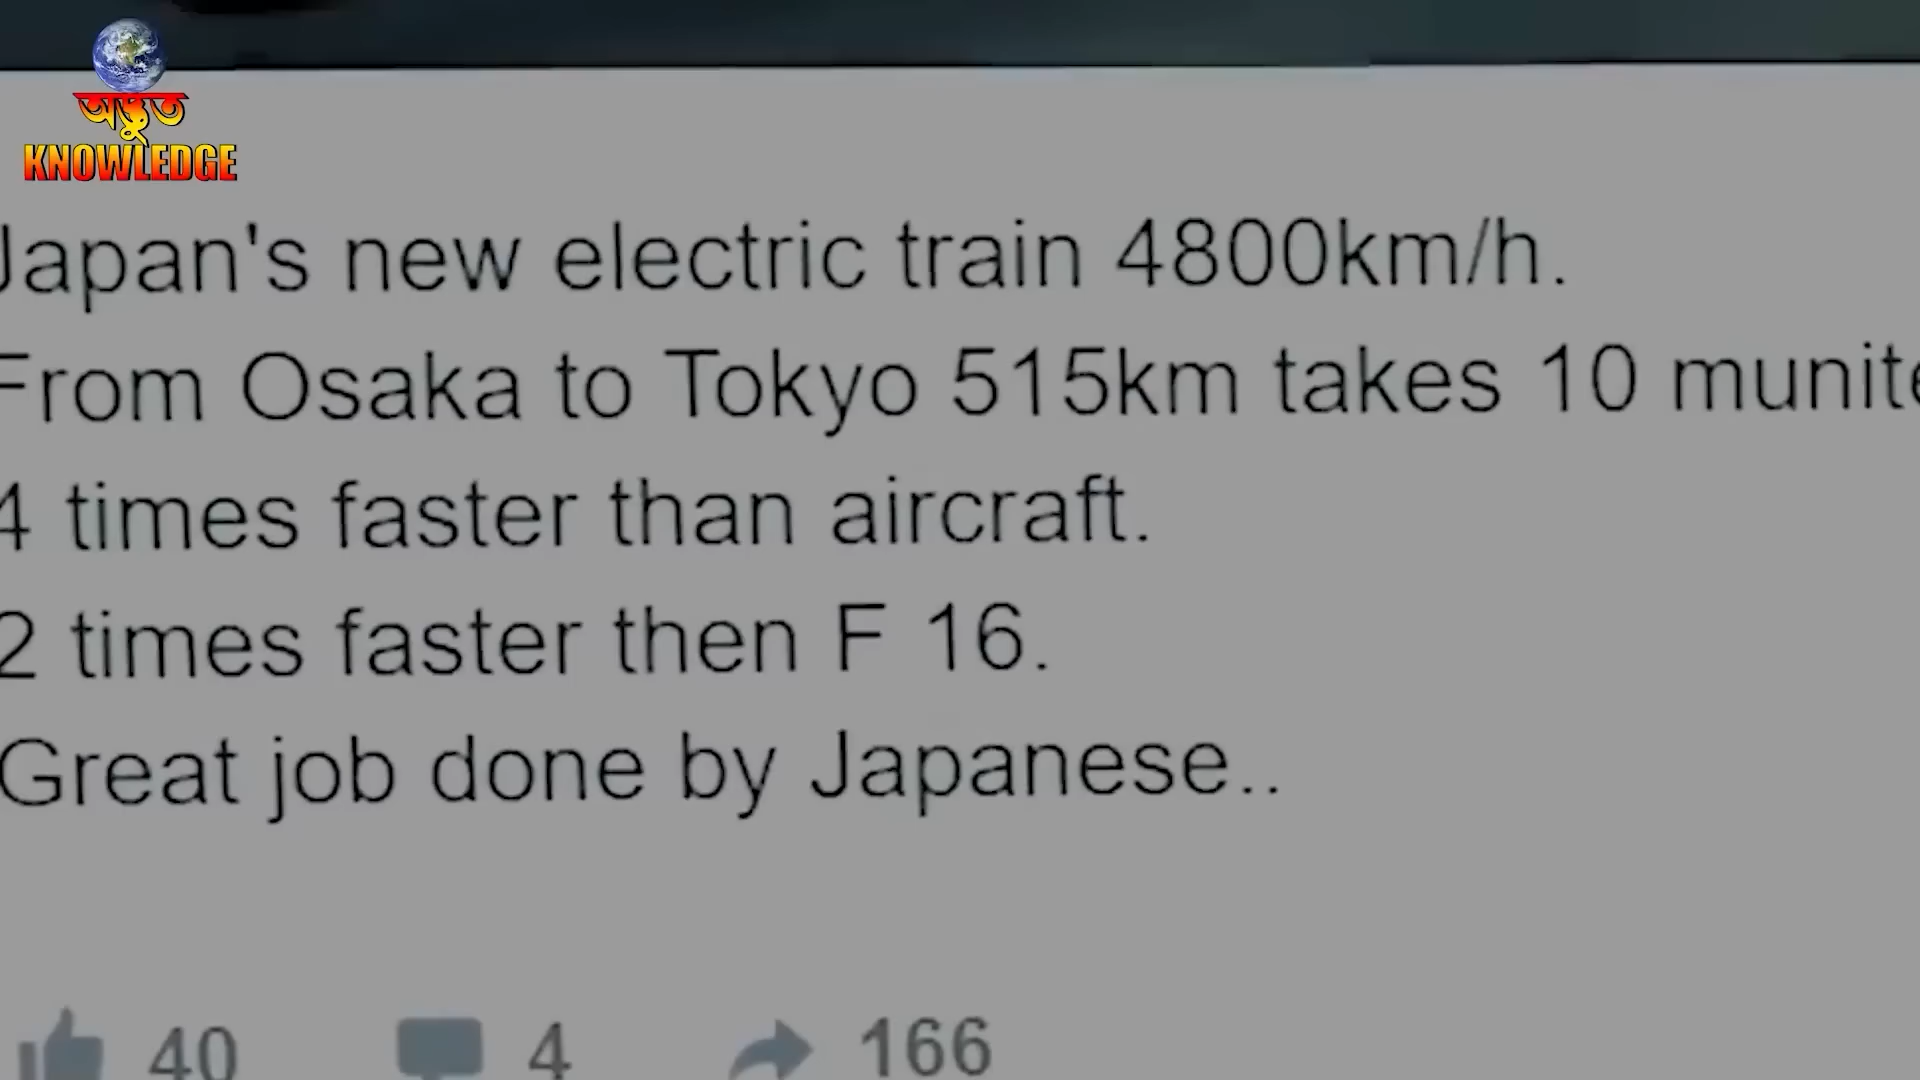 অদ্ভুত
KNOWLEDGE
Japan's new electric train 4800km/h.
From Osaka to Tokyo 515km takes 10
4 times faster than aircraft.
2 times faster then F 16.
Great job done by Japanese..
40 4 166